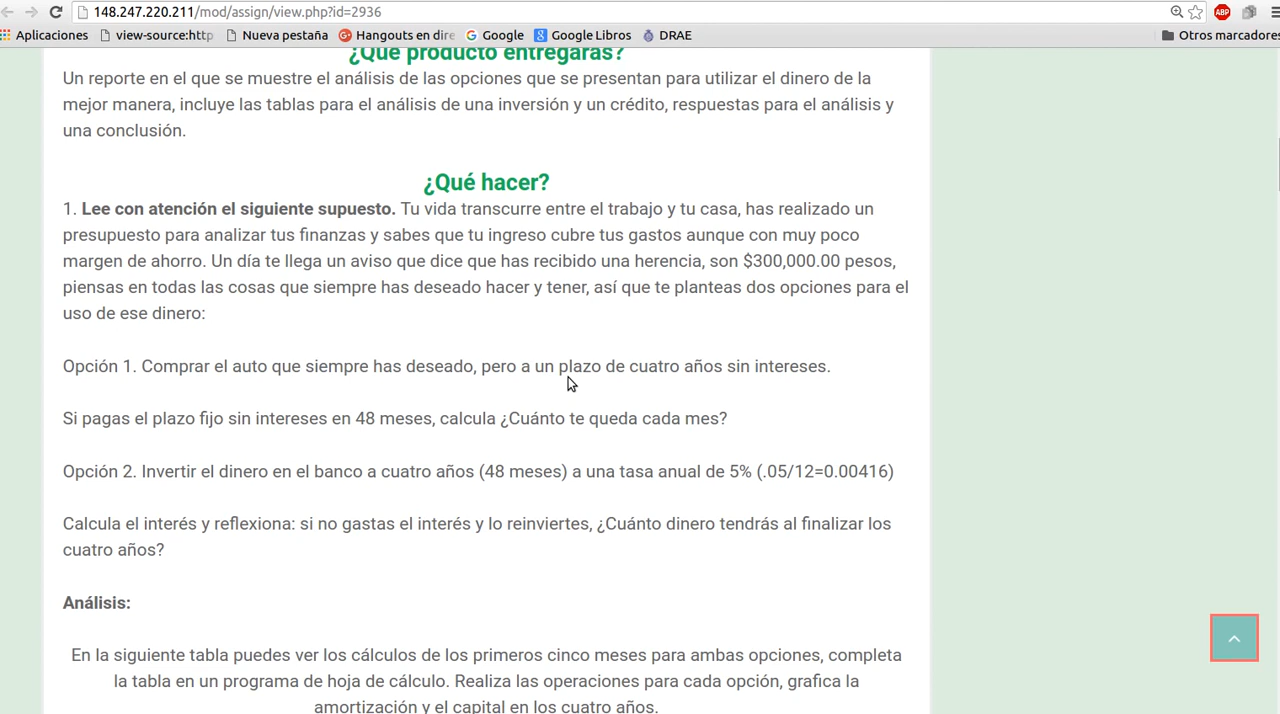 148.247.220.211/mod/assign/view.php?id=2936
ABP
Aplicaciones view-source:http Nueva pestaña Hangouts en dire Google Google Libros DRAE Otros marcadores
¿Qué producto entregarás?
Un reporte en el que se muestre el análisis de las opciones que se presentan para utilizar el dinero de la
mejor manera, incluye las tablas para el análisis de una inversión y un crédito, respuestas para el análisis y
una conclusión.
¿Qué hacer?
1. Lee con atención el siguiente supuesto. Tu vida transcurre entre el trabajo y tu casa, has realizado un
presupuesto para analizar tus finanzas y sabes que tu ingreso cubre tus gastos aunque con muy poco
margen de ahorro. Un día te llega un aviso que dice que has recibido una herencia, son $300,000.00 pesos,
piensas en todas las cosas que siempre has deseado hacer y tener, así que te planteas dos opciones para el
uso de ese dinero:
Opción 1. Comprar el auto que siempre has deseado, pero a un plazo de cuatro años sin intereses.
Si pagas el plazo fijo sin intereses en 48 meses, calcula ¿Cuánto te queda cada mes?
Opción 2. Invertir el dinero en el banco a cuatro años (48 meses) a una tasa anual de 5% (.05/12=0.00416)
Calcula el interés y reflexiona: si no gastas el interés y lo reinviertes, ¿Cuánto dinero tendrás al finalizar los
cuatro años?
Análisis:
En la siguiente tabla puedes ver los cálculos de los primeros cinco meses para ambas opciones, completa
la tabla en un programa de hoja de cálculo. Realiza las operaciones para cada opción, grafica la
amortización y el capital en los cuatro años.